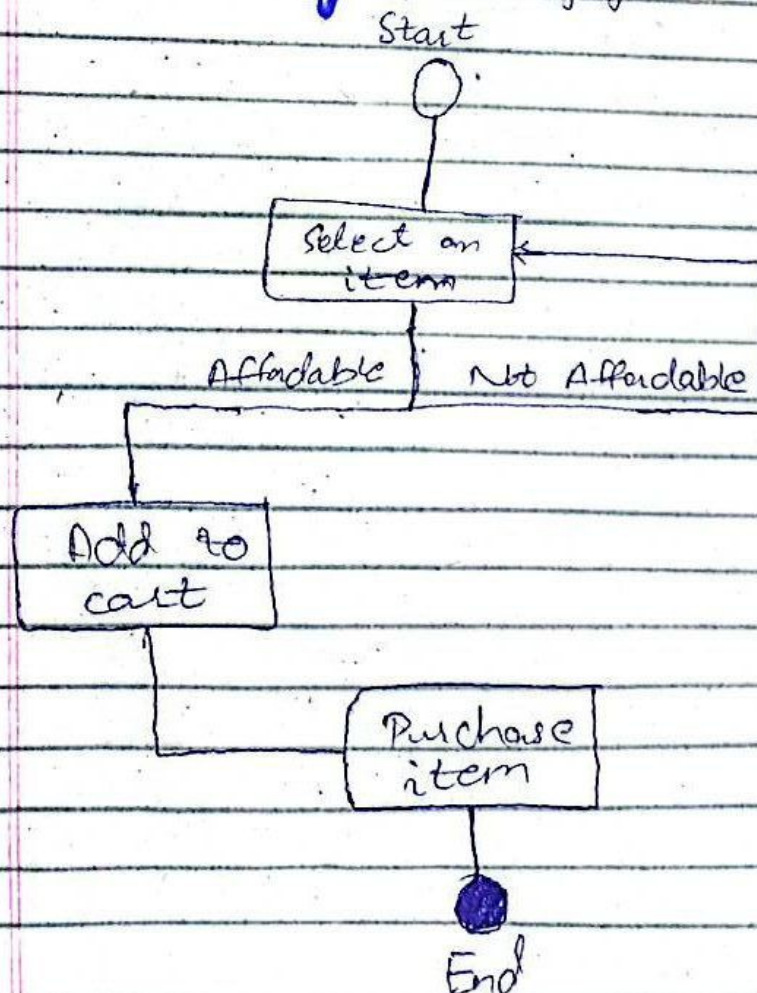 Start
Select an
item
Affordable Not Affordable
Add to
cart
Purchase
item
End